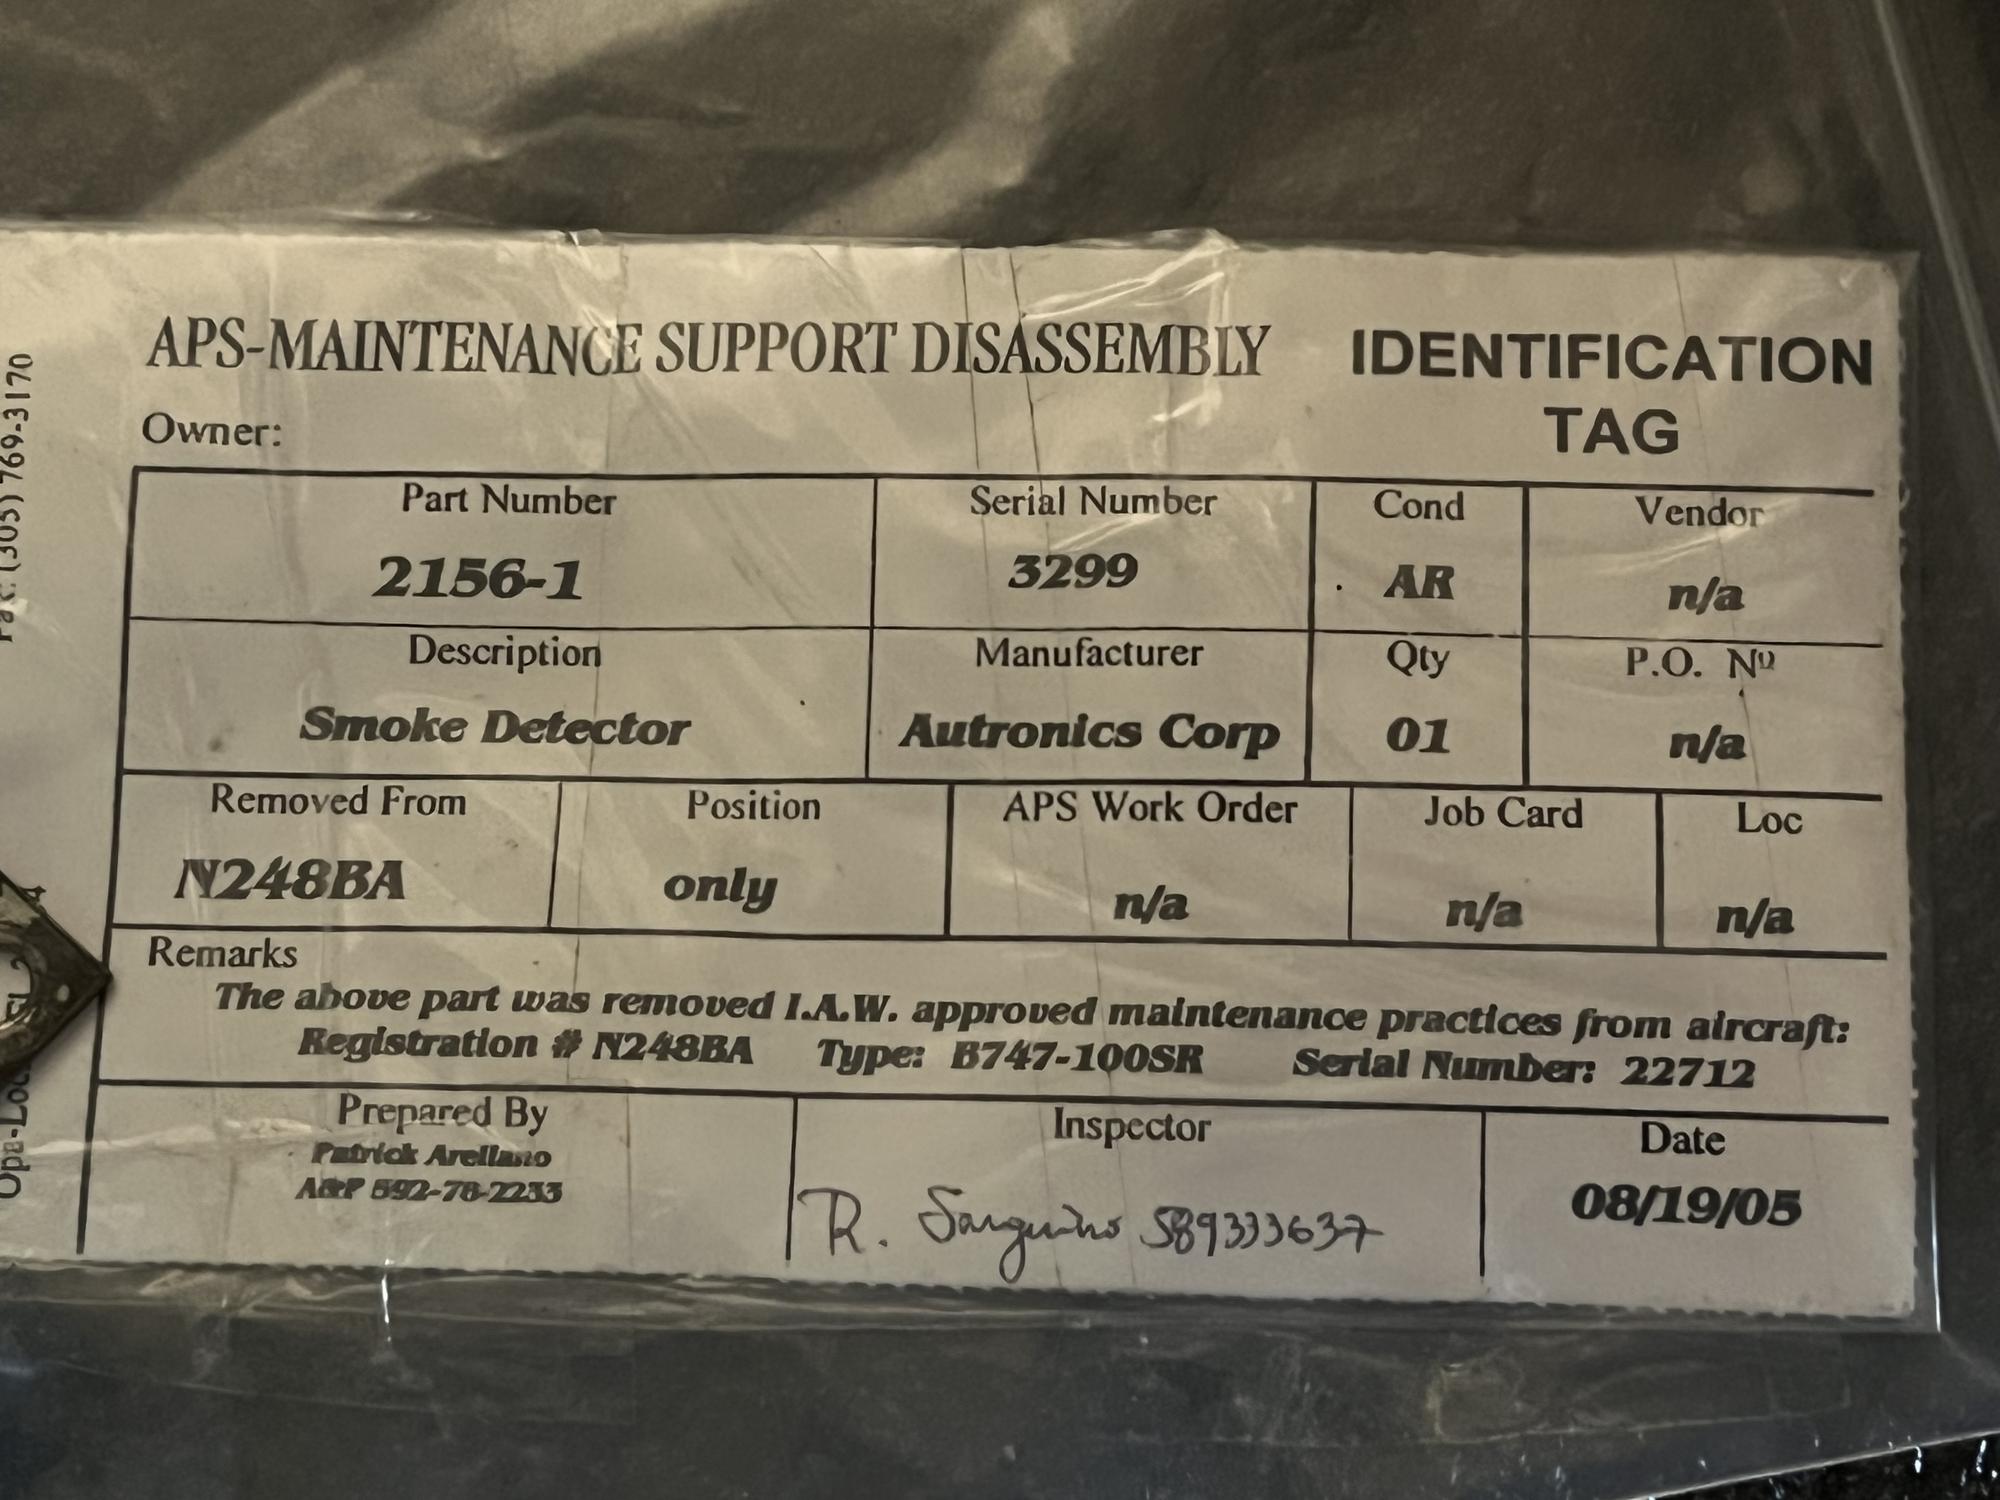 APS-MAINTENANCE SUPPORT DISASSEMBLY
IDENTIFICATION TAG
Owner:
Part Number
2156-1
Serial Number
3299
Cond
AR
Vendor
n/a
Description
Smoke Detector
Manufacturer
Autronics Corp
Qty
01
P.O. Nº
n/a
Removed From
N248BA
Position
only
APS Work Order
n/a
Job Card
n/a
Loc
n/a
Remarks
The above part was removed I.A.W. approved maintenance practices from aircraft:
Registration # N248BA Type: B747-100SR Serial Number: 22712
Prepared By
Patrick Arellano
A&P 592-78-2233
Inspector
R. 589333637
Date
08/19/05
Fax: (305) 769-3170